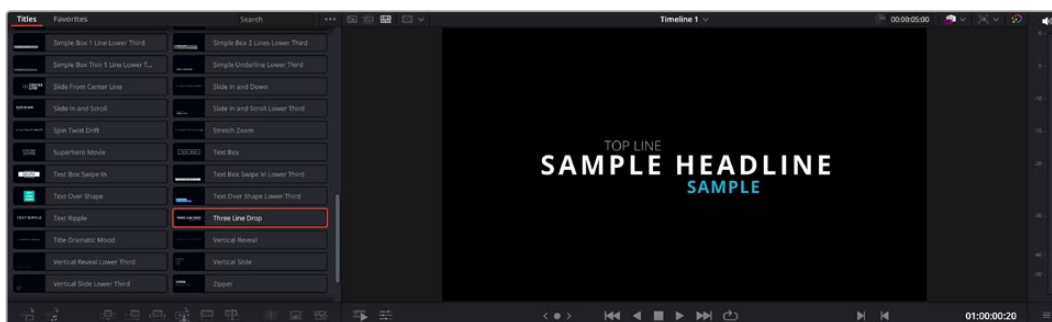 Titles Favorites Search Timeline 1 00:00:05:00
Simple Box 1 Line Lower Third Simple Box 2 Lines Lower Third
Simple Box Thin 1 Line Lower T... Simple Underline Lower Third
Slide From Center Line Slide In and Down
Slide In and Scroll Slide In and Scroll Lower Third
Spin Twist Drift Stretch Zoom
Superhero Movie Text Box
Text Box Swipe In Text Box Swipe In Lower Third
Text Over Shape Text Over Shape Lower Third
Text Ripple Three Line Drop
Title Dramatic Mood Vertical Reveal
Vertical Reveal Lower Third Vertical Slide
Vertical Slide Lower Third Zipper
TOP LINE
SAMPLE HEADLINE
SAMPLE
01:00:00:20